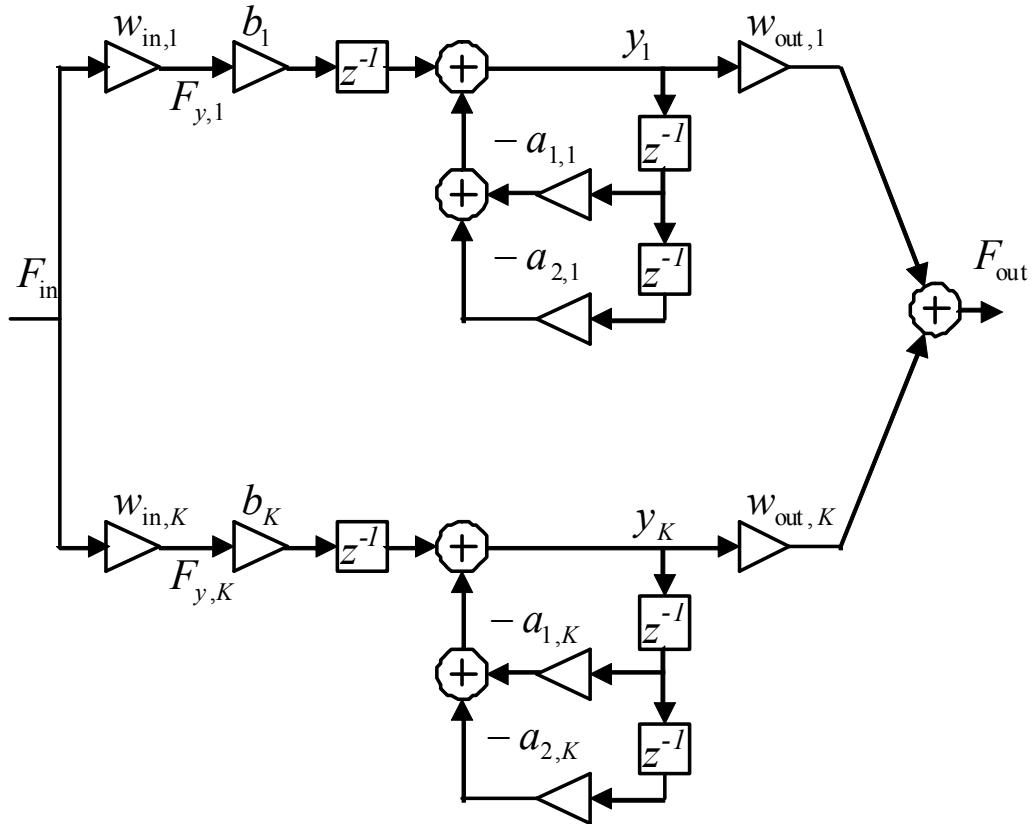 w_in,1 b_1 y_1 w_out,1
z^-1 + z^-1
F_y,1
− a_1,1
+
− a_2,1 z^-1
F_in F_out
+
w_in,K b_K y_K w_out,K
z^-1 + z^-1
F_y,K
− a_1,K
+
− a_2,K z^-1